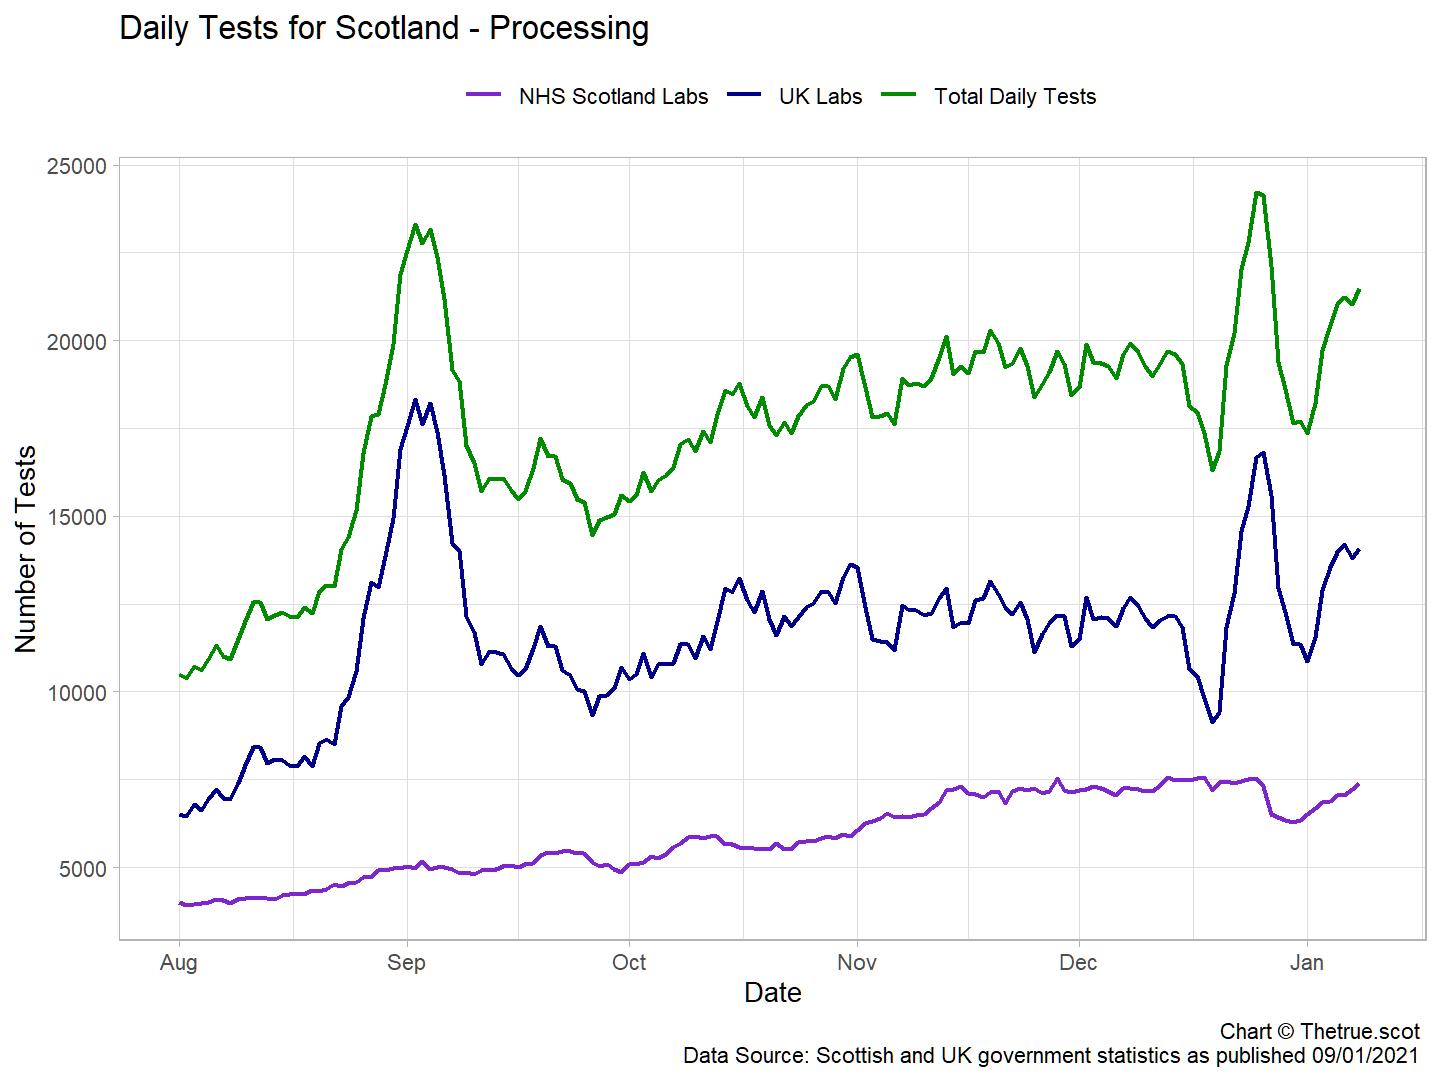 Daily Tests for Scotland - Processing
NHS Scotland Labs UK Labs Total Daily Tests
25000
20000
15000
10000
5000
Number of Tests
Aug Sep Oct Nov Dec Jan
Date
Chart © Thetrue.scot
Data Source: Scottish and UK government statistics as published 09/01/2021